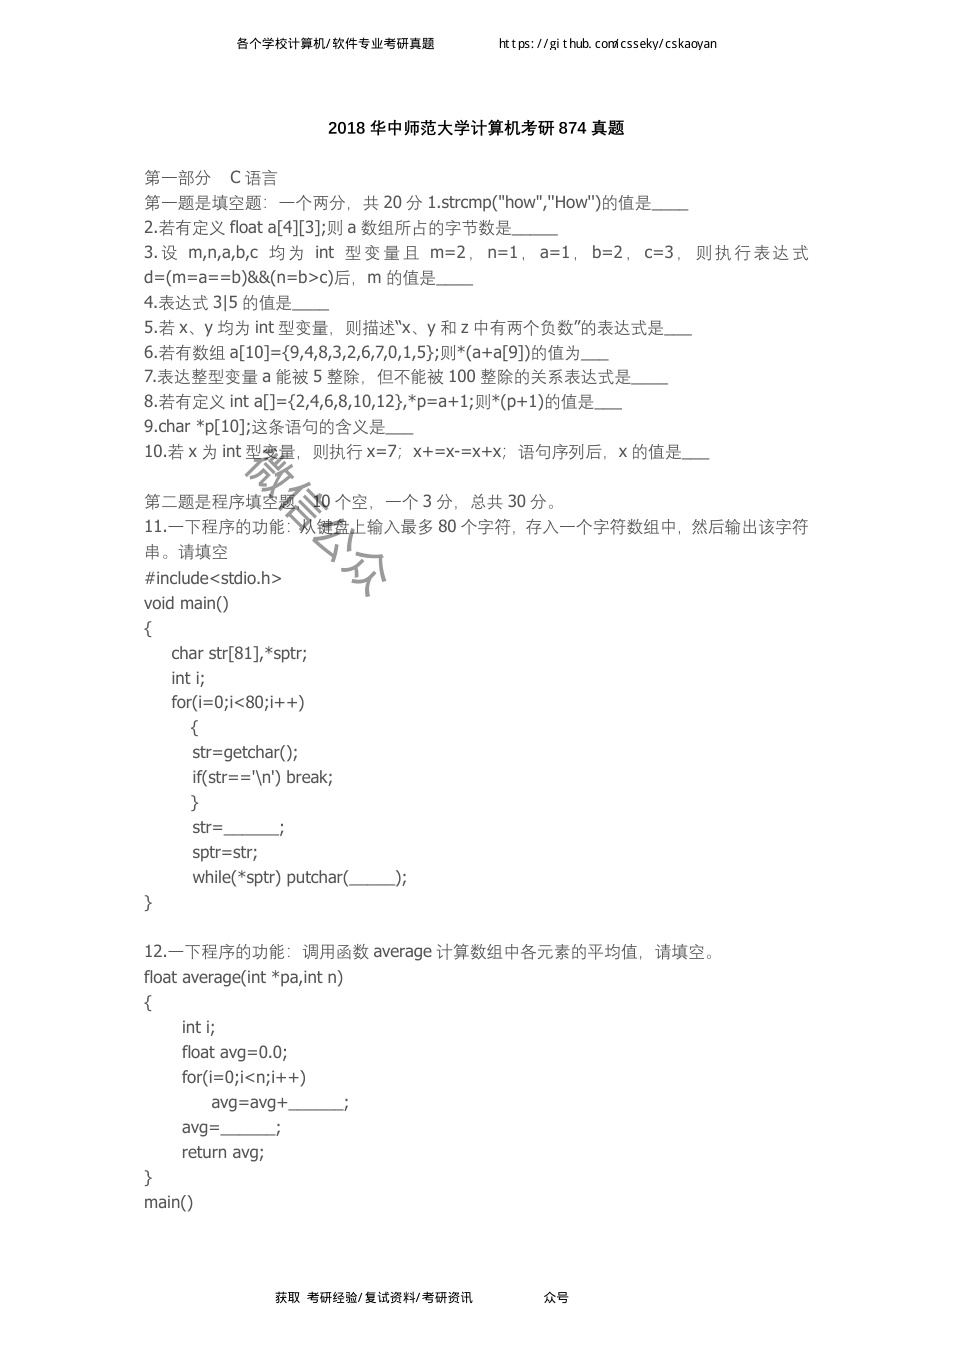 各个学校计算机/软件专业考研真题 https://github.com/csseky/cskaoyan
2018 华中师范大学计算机考研 874 真题
第一部分 C 语言
第一题是填空题：一个两分，共 20 分 1.strcmp("how","How")的值是____
2.若有定义 float a[4][3];则 a 数组所占的字节数是_____
3.设 m,n,a,b,c 均为 int 型变量且 m=2，n=1，a=1，b=2，c=3，则执行表达式
d=(m=a==b)&&(n=b>c)后，m 的值是____
4.表达式 3|5 的值是____
5.若 x、y 均为 int 型变量，则描述“x、y 和 z 中有两个负数”的表达式是___
6.若有数组 a[10]={9,4,8,3,2,6,7,0,1,5};则*(a+a[9])的值为___
7.表达整型变量 a 能被 5 整除，但不能被 100 整除的关系表达式是____
8.若有定义 int a[]={2,4,6,8,10,12},*p=a+1;则*(p+1)的值是___
9.char *p[10];这条语句的含义是___
10.若 x 为 int 型变量，则执行 x=7；x+=x-=x+x；语句序列后，x 的值是___
第二题是程序填空题，10 个空，一个 3 分，总共 30 分。
11.一下程序的功能：从键盘上输入最多 80 个字符，存入一个字符数组中，然后输出该字符
串。请填空
#include<stdio.h>
void main()
{
char str[81],*sptr;
int i;
for(i=0;i<80;i++)
{
str=getchar();
if(str=='\n') break;
}
str=______;
sptr=str;
while(*sptr) putchar(_____);
}
12.一下程序的功能：调用函数 average 计算数组中各元素的平均值，请填空。
float average(int *pa,int n)
{
int i;
float avg=0.0;
for(i=0;i<n;i++)
avg=avg+______;
avg=______;
return avg;
}
main()
微信公众
获取 考研经验/复试资料/考研资讯 众号